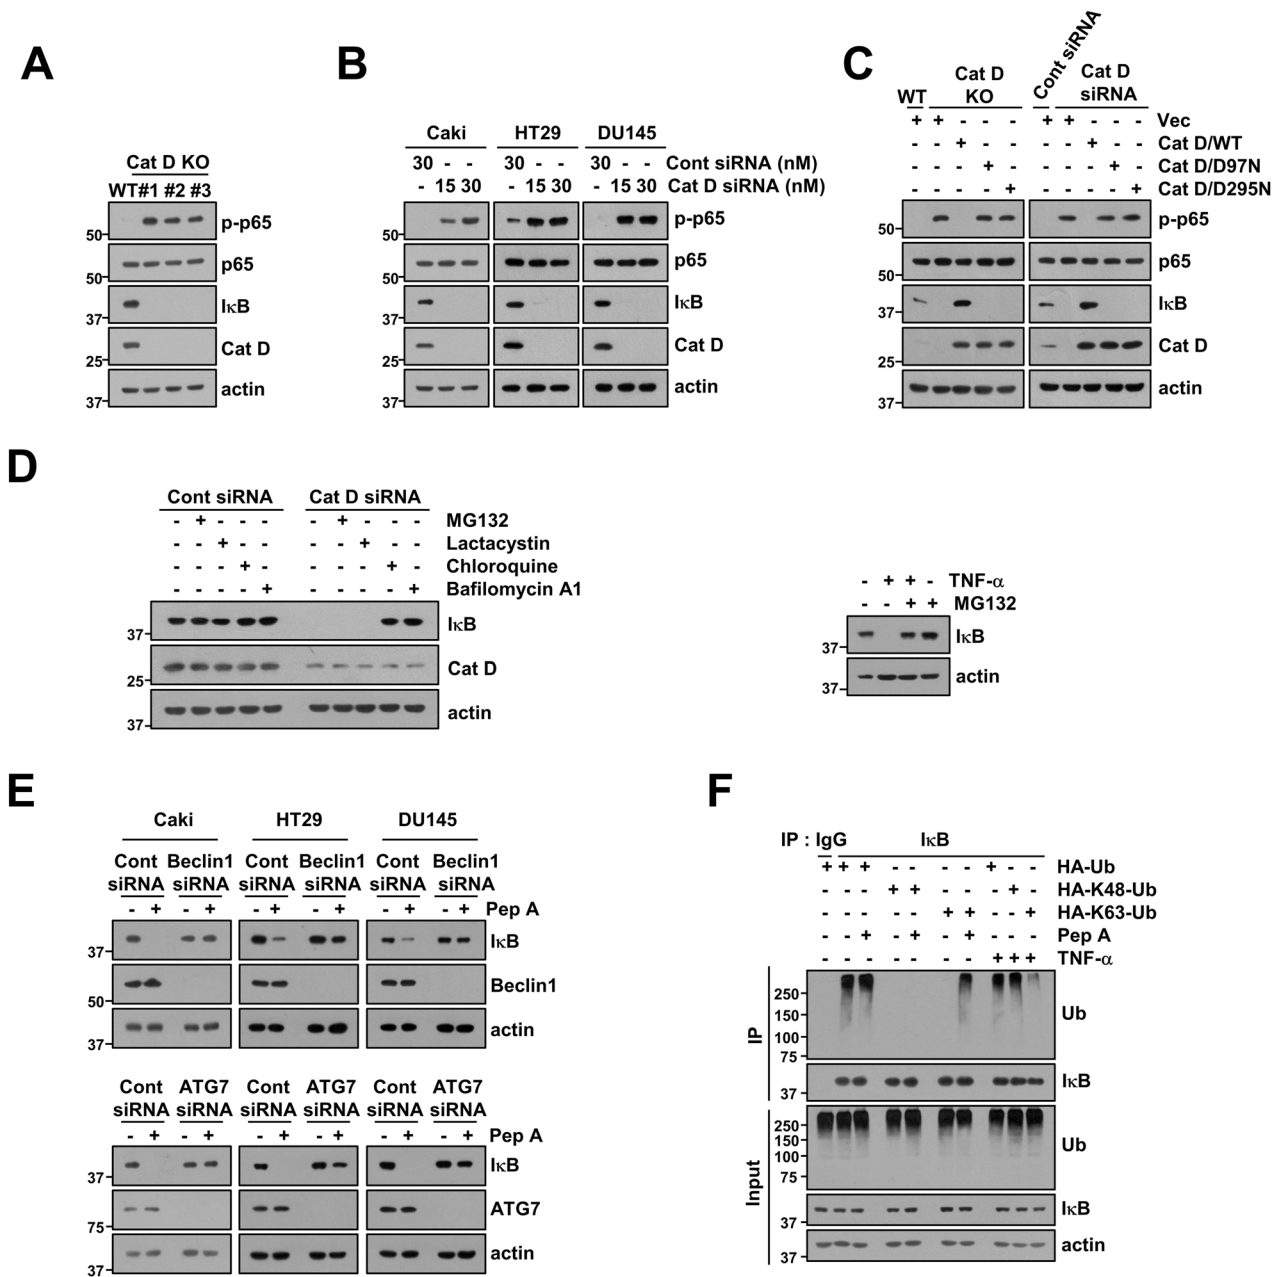 A
Cat D KO
WT #1 #2 #3
50 p-p65
50 p65
37 IκB
25 Cat D
37 actin
B
Caki HT29 DU145
30 - - 30 - - 30 - - Cont siRNA (nM)
- 15 30 - 15 30 - 15 30 Cat D siRNA (nM)
50 p-p65
50 p65
37 IκB
25 Cat D
37 actin
C
WT Cat D KO Cont siRNA Cat D siRNA
+ + - - - + + - - - Vec
- - + - - - - + - - Cat D/WT
- - - + - - - - + - Cat D/D97N
- - - - + - - - - + Cat D/D295N
50 p-p65
50 p65
37 IκB
25 Cat D
37 actin
D
Cont siRNA Cat D siRNA
- + - - - - + - - - MG132
- - + - - - - + - - Lactacystin
- - - + - - - - + - Chloroquine
- - - - + - - - - + Bafilomycin A1
37 IκB
25 Cat D
37 actin
- + + - TNF-α
- - + + MG132
37 IκB
37 actin
E
Caki HT29 DU145
Cont Beclin1 Cont Beclin1 Cont Beclin1
siRNA siRNA siRNA siRNA siRNA siRNA
- + - + - + - + - + - + Pep A
37 IκB
50 Beclin1
37 actin
Cont ATG7 Cont ATG7 Cont ATG7
siRNA siRNA siRNA siRNA siRNA siRNA
- + - + - + - + - + - + Pep A
37 IκB
75 ATG7
37 actin
F
IP : IgG IκB
+ + + - - - - + - - HA-Ub
- - - + + - - - + - HA-K48-Ub
- - - - - + + - - + HA-K63-Ub
- - + - + - + - - - Pep A
- - - - - - - + + + TNF-α
IP
250
150
100
75
Ub
37 IκB
Input
250
150
100
75
Ub
37 IκB
37 actin